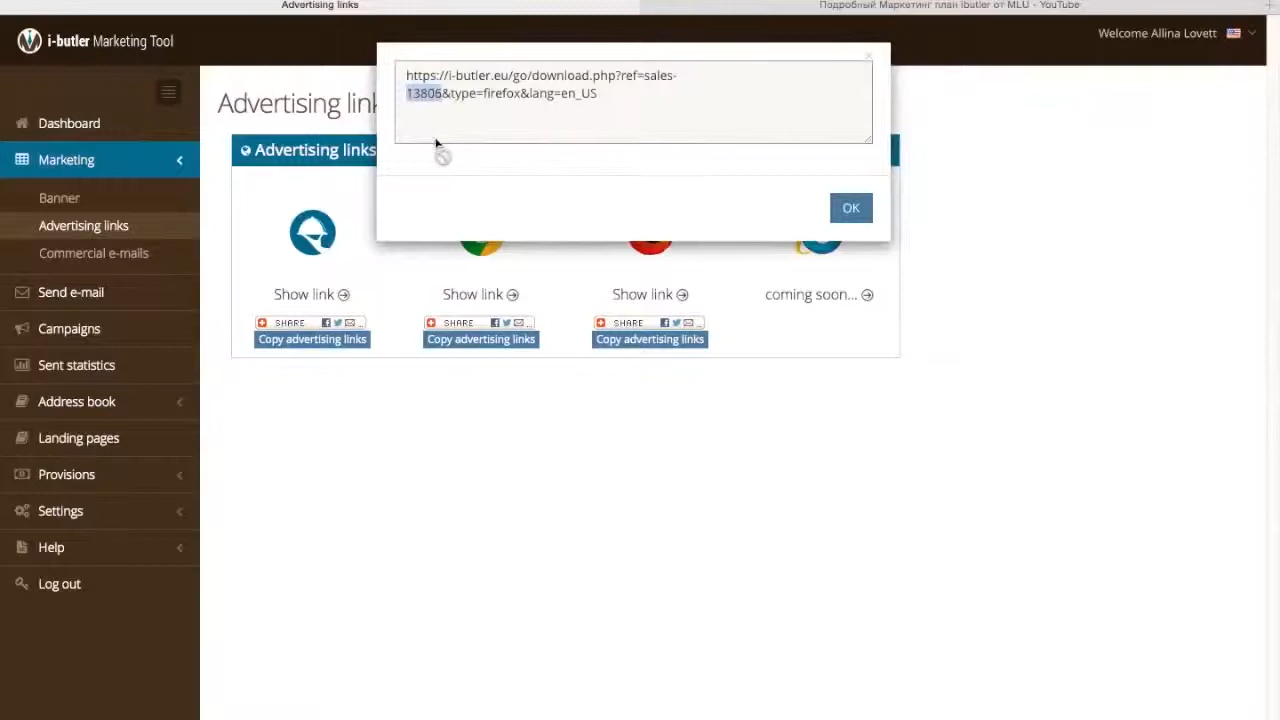 Advertising links
Подробный Маркетинг план ibutler от MLU - YouTube
i-butler Marketing Tool
Welcome Allina Lovett
https://i-butler.eu/go/download.php?ref=sales-
13806&type=firefox&lang=en_US
OK
Dashboard
Marketing
Banner
Advertising links
Commercial e-mails
Send e-mail
Campaigns
Sent statistics
Address book
Landing pages
Provisions
Settings
Help
Log out
Advertising link
Advertising links
Show link
Show link
Show link
coming soon...
SHARE
SHARE
SHARE
Copy advertising links
Copy advertising links
Copy advertising links